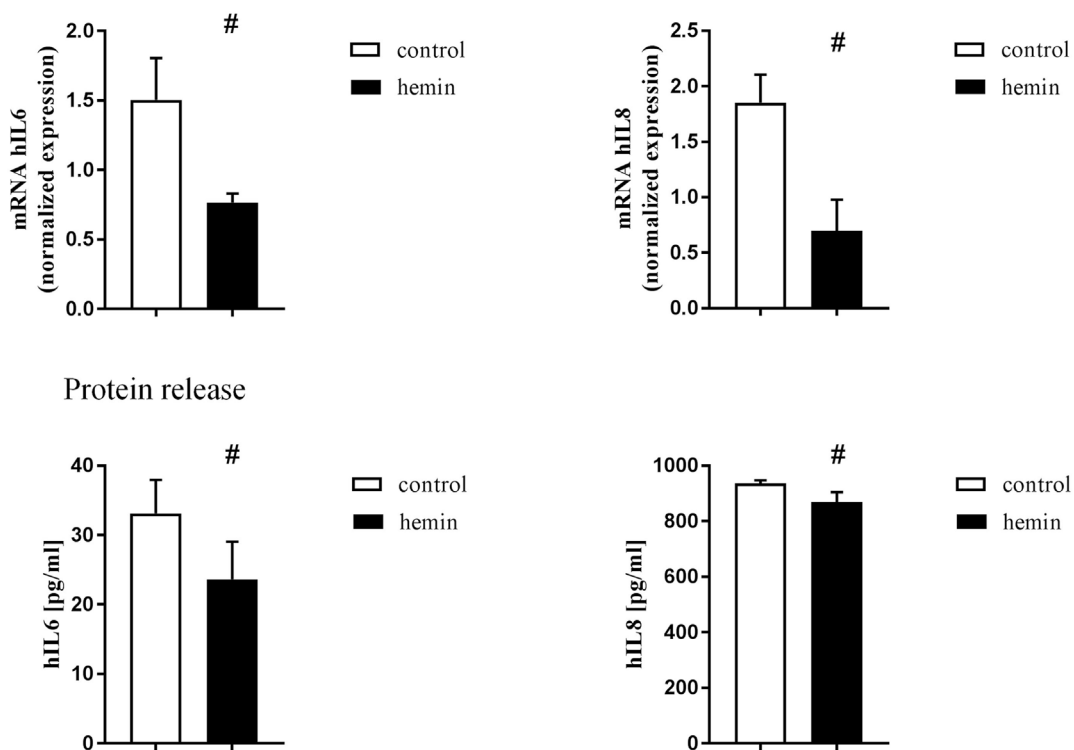 mRNA hIL6
(normalized expression)
2.0
1.5
1.0
0.5
0.0
#
control
hemin
mRNA hIL8
(normalized expression)
2.5
2.0
1.5
1.0
0.5
0.0
#
control
hemin
Protein release
hIL6 [pg/ml]
40
30
20
10
0
#
control
hemin
hIL8 [pg/ml]
1000
800
600
400
200
0
#
control
hemin